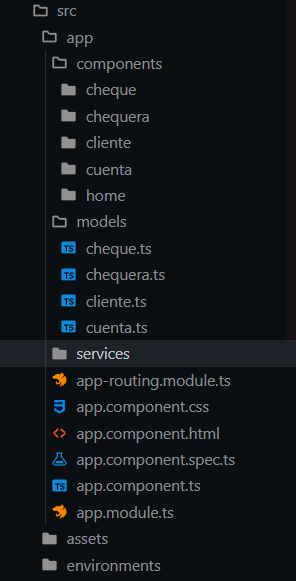 src
app
components
cheque
chequera
cliente
cuenta
home
models
TS cheque.ts
TS chequera.ts
TS cliente.ts
TS cuenta.ts
services
app-routing.module.ts
app.component.css
app.component.html
app.component.spec.ts
TS app.component.ts
app.module.ts
assets
environments